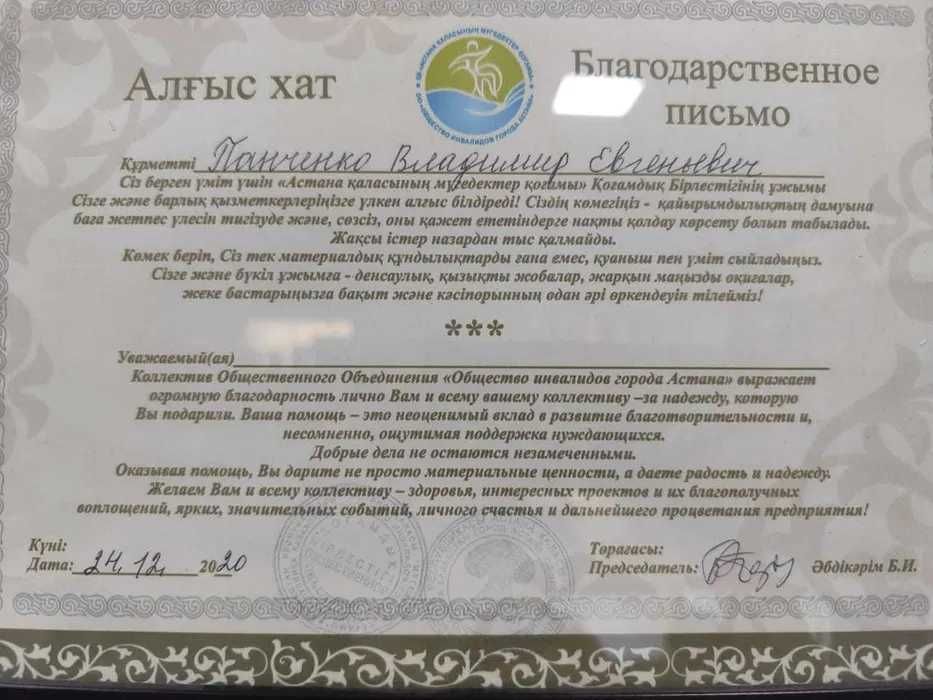 Алғыс хат
Благодарственное
письмо
Құрметті Панченко Владимир Евгеньевич
Сіз берген үміт үшін «Астана қаласының мүгедектер қоғамы» Қоғамдық Бірлестігінің ұжымы
Сізге және барлық қызметкерлеріңізге үлкен алғыс білдіреді! Сіздің көмегіңіз - қайырымдылықтың дамуына
баға жетпес үлесін тигізуде және, сөзсіз, оны қажет ететіндерге нақты қолдау көрсету болып табылады.
Жақсы істер назардан тыс қалмайды.
Көмек беріп, Сіз тек материалдық құндылықтарды ғана емес, қуаныш пен үміт сыйладыңыз.
Сізге және бүкіл ұжымға - денсаулық, қызықты жобалар, жарқын маңызды оқиғалар,
жеке бастарыңызға бақыт және кәсіпорынның одан әрі өркендеуін тілейміз!
***
Уважаемый(ая)
Коллектив Общественного Объединения «Общество инвалидов города Астана» выражает
огромную благодарность лично Вам и всему вашему коллективу –за надежду, которую
Вы подарили. Ваша помощь – это неоценимый вклад в развитие благотворительности и,
несомненно, ощутимая поддержка нуждающихся.
Добрые дела не остаются незамеченными.
Оказывая помощь, Вы дарите не просто материальные ценности, а даете радость и надежду.
Желаем Вам и всему коллективу – здоровья, интересных проектов и их благополучных
воплощений, ярких, значительных событий, личного счастья и дальнейшего процветания предприятия!
Күні:
Дата: 24.12. 2020
Төрағасы:
Председатель: Әбдікәрім Б.И.